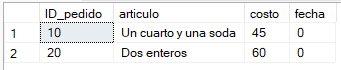 ID_pedido articulo costo fecha
1 10 Un cuarto y una soda 45 0
2 20 Dos enteros 60 0